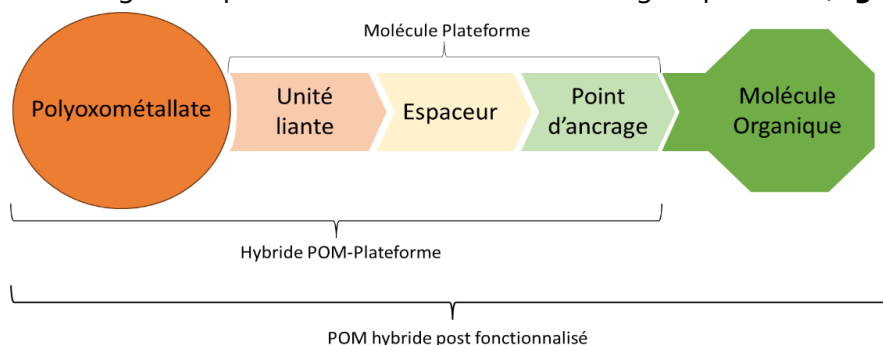 Molécule Plateforme
Polyoxométallate
Unité
liante
Espaceur
Point
d'ancrage
Molécule
Organique
Hybride POM-Plateforme
POM hybride post fonctionnalisé